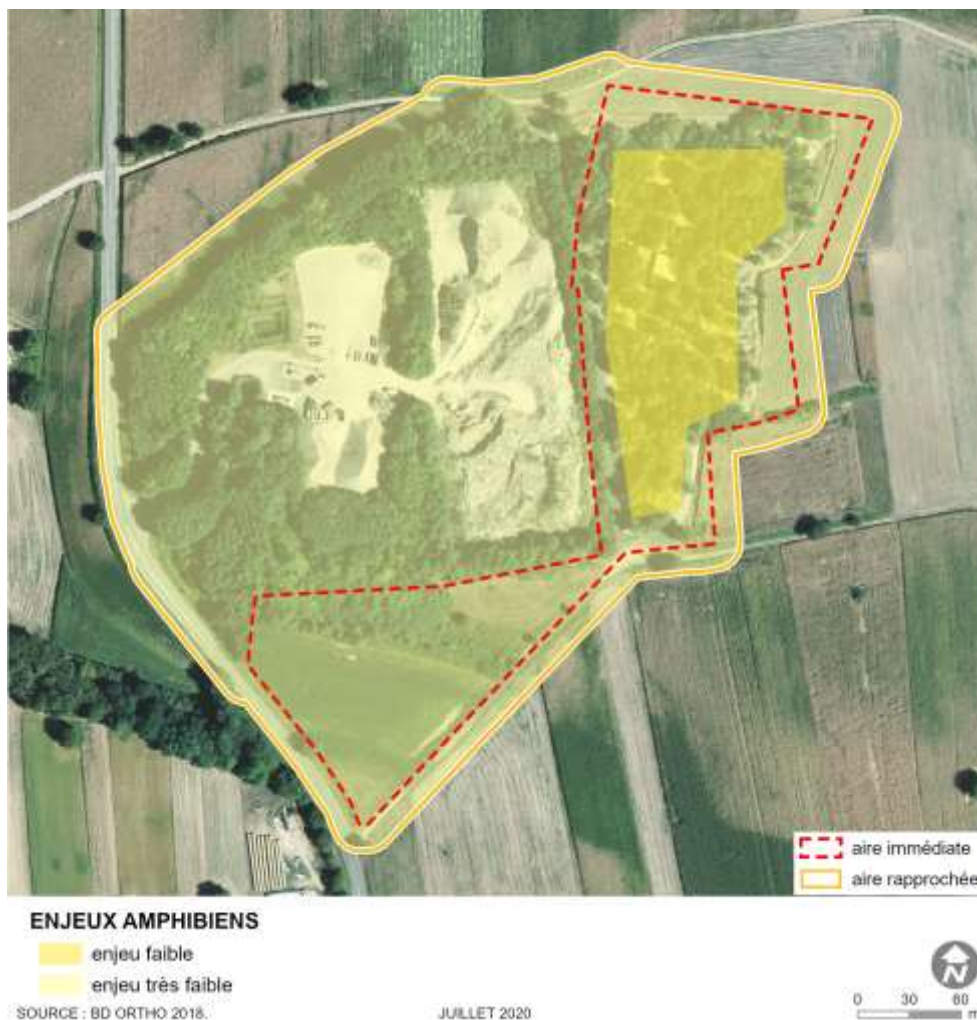 aire immédiate
aire rapprochée
ENJEUX AMPHIBIENS
enjeu faible
enjeu très faible
N
0 30 60
m
SOURCE : BD ORTHO 2018. JUILLET 2020